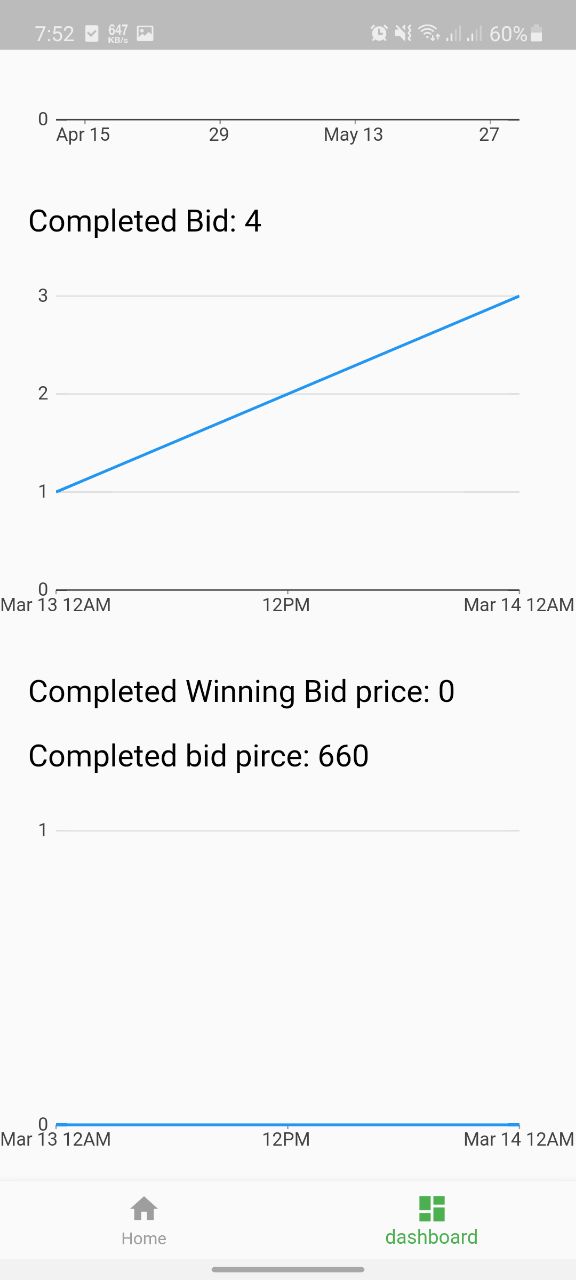 7:52 647 KB/s 60%
0
Apr 15 29 May 13 27
Completed Bid: 4
3
2
1
0
Mar 13 12AM 12PM Mar 14 12AM
Completed Winning Bid price: 0
Completed bid pirce: 660
1
0
Mar 13 12AM 12PM Mar 14 12AM
Home dashboard